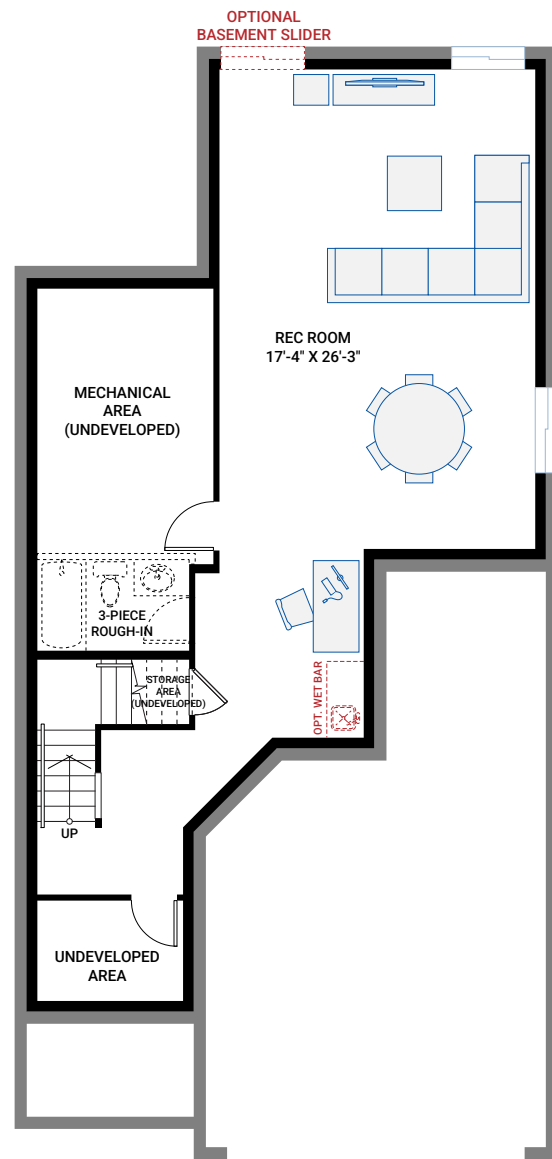 OPTIONAL
BASEMENT SLIDER
REC ROOM
17'-4" X 26'-3"
MECHANICAL
AREA
(UNDEVELOPED)
3-PIECE
ROUGH-IN
STORAGE
AREA
(UNDEVELOPED)
OPT. WET BAR
UP
UNDEVELOPED
AREA